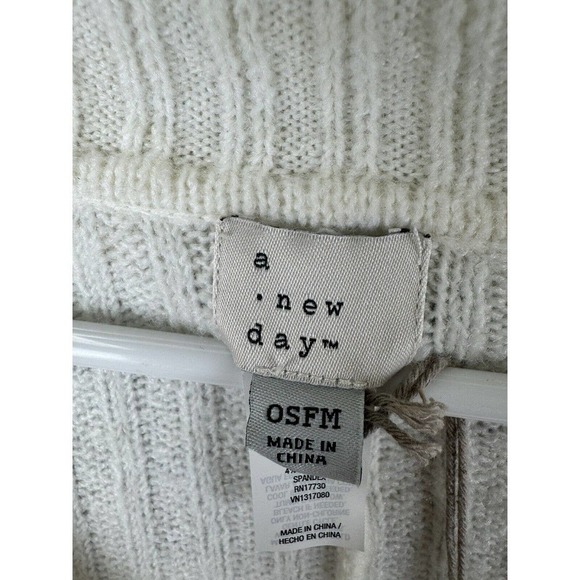 a
. new
day™
OSFM
MADE IN
CHINA
SPANDEX
RN17730
VN1317080
MADE IN CHINA /
HECHO EN CHINA